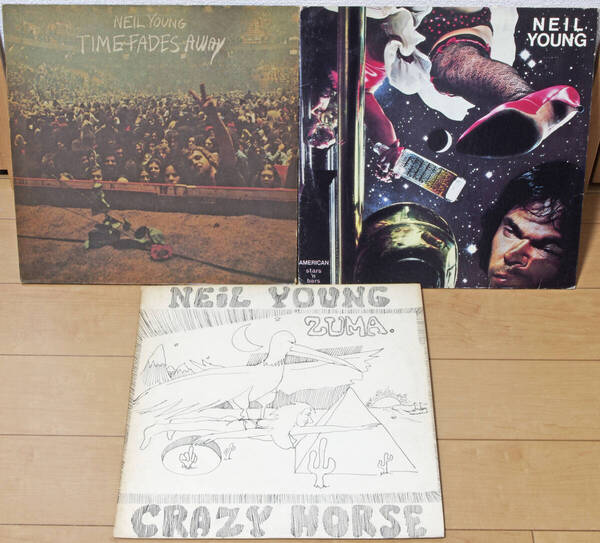 NEIL YOUNG
TIME FADES AWAY
NEIL
YOUNG
AMERICAN
stars 'n
bars
NEIL YOUNG
ZUMA.
CRAZY HORSE